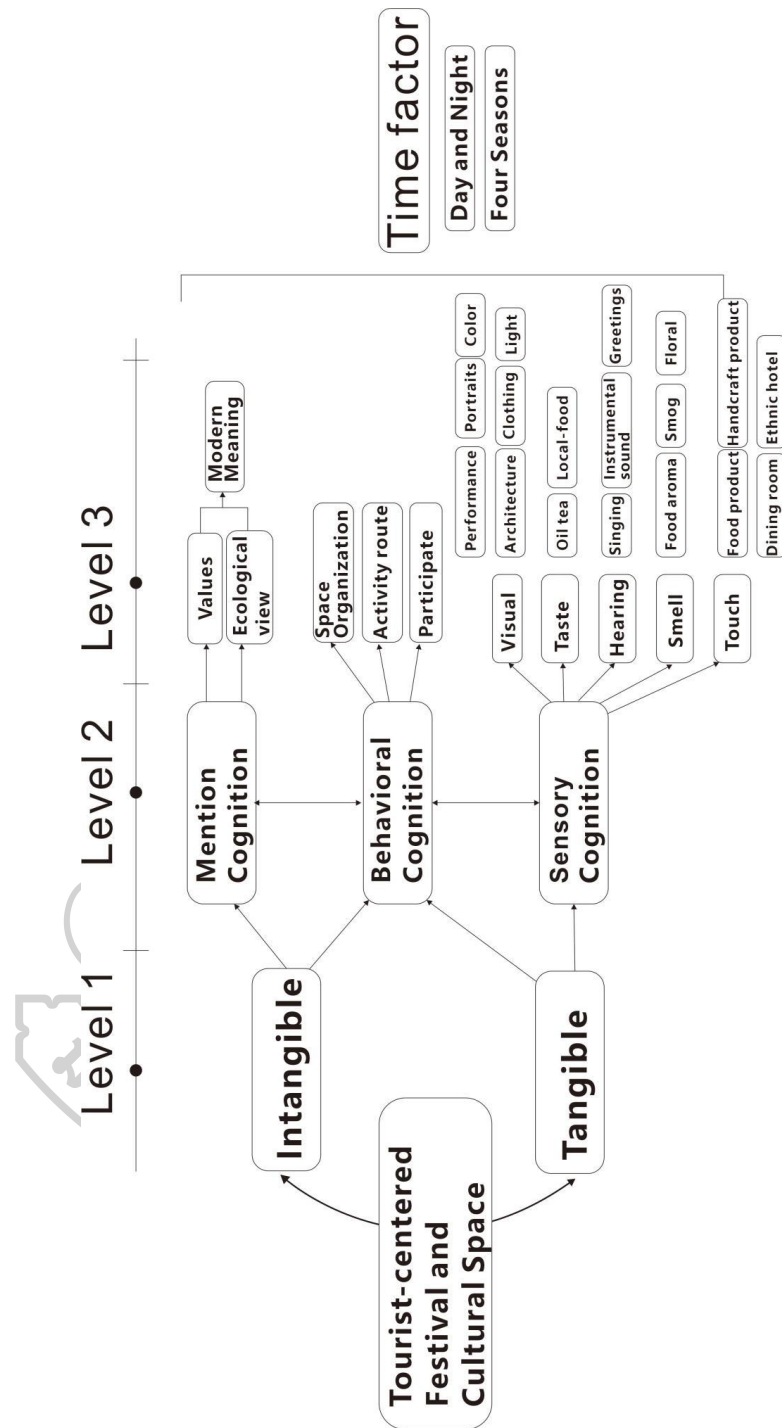 Level 1
Level 2
Level 3
Tourist-centered
Festival and
Cultural Space
Intangible
Tangible
Mention
Cognition
Behavioral
Cognition
Sensory
Cognition
Values
Ecological
view
Modern
Meaning
Space
Organization
Activity route
Participate
Visual
Performance
Portraits
Color
Architecture
Clothing
Light
Taste
Oil tea
Local-food
Hearing
Singing
Instrumental
sound
Greetings
Smell
Food aroma
Smog
Floral
Touch
Food product
Handcraft product
Dining room
Ethnic hotel
Time factor
Day and Night
Four Seasons